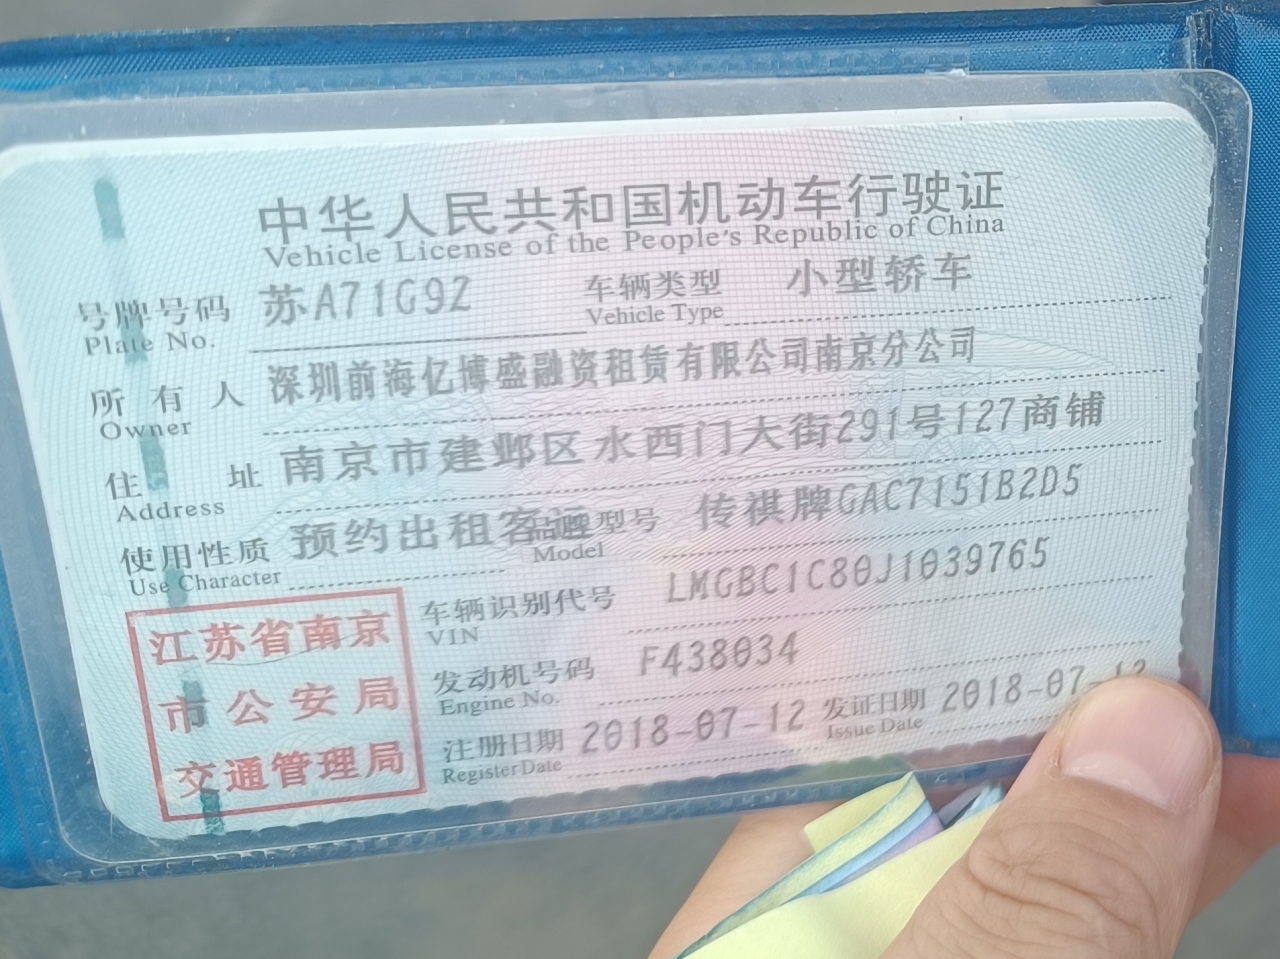 中华人民共和国机动车行驶证
Vehicle License of the People's Republic of China
号牌号码 苏A71G9Z 车辆类型 小型轿车
Plate No. Vehicle Type
所有人 深圳前海亿博盛融资租赁有限公司南京分公司
Owner
住址 南京市建邺区水西门大街291号127商铺
Address
使用性质 预约出租客运 品牌型号 传祺牌GAC7151B2D5
Use Character Model
车辆识别代号 LMGBC1C80J1039765
VIN
发动机号码 F438034
Engine No.
注册日期 2018-07-12 发证日期 2018-07-12
Register Date Issue Date
江苏省南京
市公安局
交通管理局